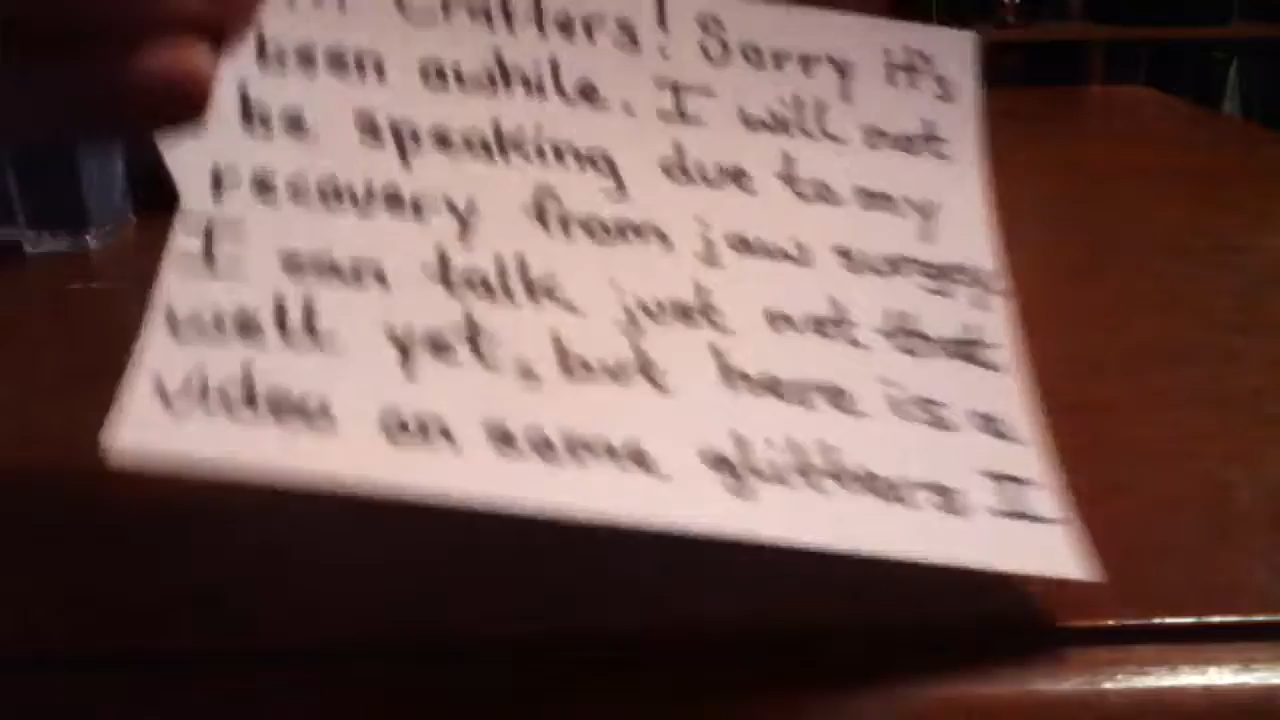 Hi Crafters! Sorry it's
been awhile. I will not
be speaking due to my
recovery from jaw surgery
I can talk just not that
well yet, but here is a
video on some glitters I